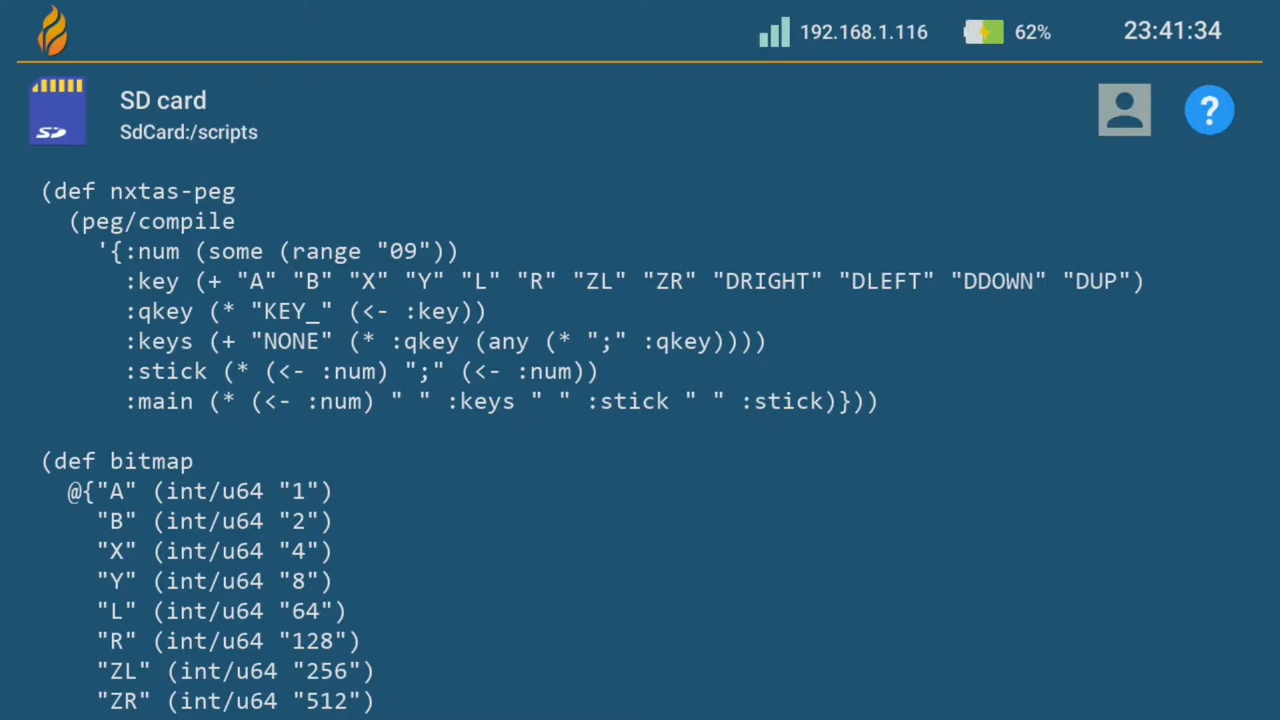 192.168.1.116 62% 23:41:34
SD card
SD
SdCard:/scripts
?
(def nxtas-peg
  (peg/compile
    '{:num (some (range "09"))
      :key (+ "A" "B" "X" "Y" "L" "R" "ZL" "ZR" "DRIGHT" "DLEFT" "DDOWN" "DUP")
      :qkey (* "KEY_" (<- :key))
      :keys (+ "NONE" (* :qkey (any (* ";" :qkey))))
      :stick (* (<- :num) ";" (<- :num))
      :main (* (<- :num) " " :keys " " :stick " " :stick)}))
(def bitmap
  @{"A" (int/u64 "1")
    "B" (int/u64 "2")
    "X" (int/u64 "4")
    "Y" (int/u64 "8")
    "L" (int/u64 "64")
    "R" (int/u64 "128")
    "ZL" (int/u64 "256")
    "ZR" (int/u64 "512")